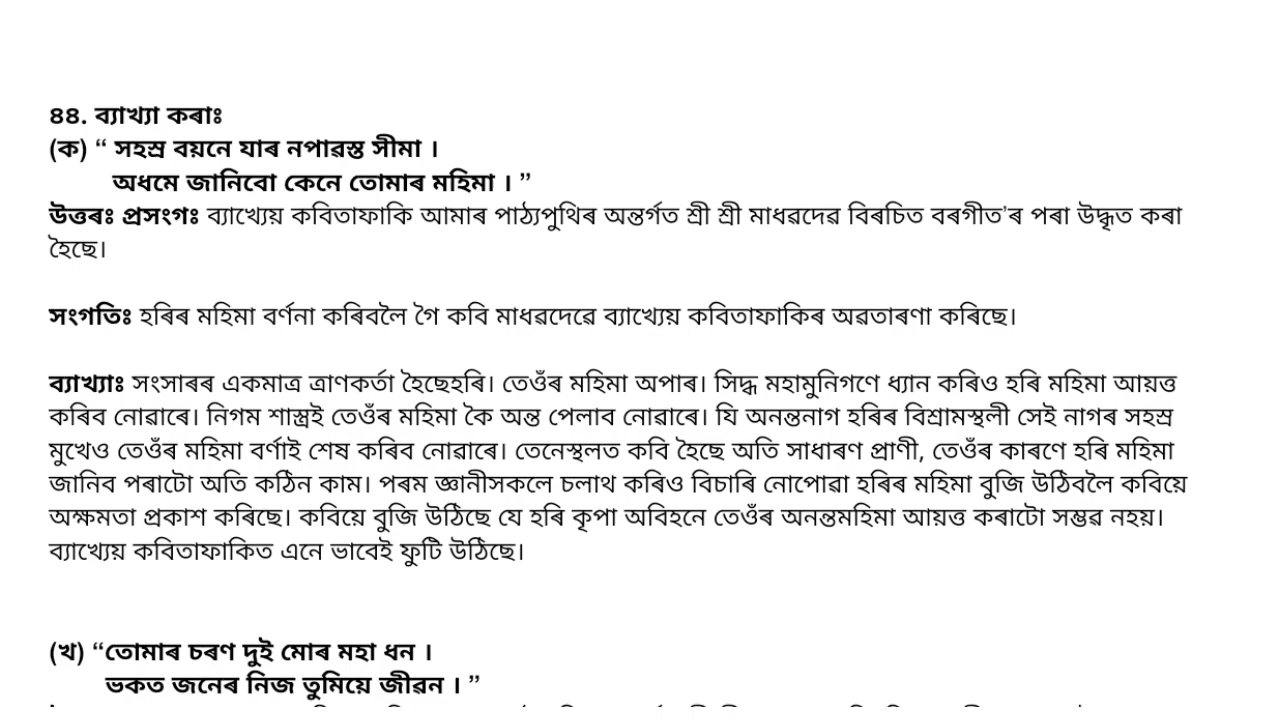 ৪৪. ব্যাখ্যা কৰাঃ
(ক) “ সহস্ৰ বয়নে যাৰ নপাৱস্ত সীমা ।
অধমে জানিবো কেনে তোমাৰ মহিমা । ”
উত্তৰঃ প্ৰসংগঃ ব্যাখ্যেয় কবিতাফাকি আমাৰ পাঠ্যপুথিৰ অন্তৰ্গত শ্ৰী শ্ৰী মাধৱদেৱ বিৰচিত বৰগীত’ৰ পৰা উদ্ধৃত কৰা
হৈছে।
সংগতিঃ হৰিৰ মহিমা বৰ্ণনা কৰিবলৈ গৈ কবি মাধৱদেৱে ব্যাখ্যেয় কবিতাফাকিৰ অৱতাৰণা কৰিছে।
ব্যাখ্যাঃ সংসাৰৰ একমাত্ৰ ত্ৰাণকৰ্তা হৈছেহৰি। তেওঁৰ মহিমা অপাৰ। সিদ্ধ মহামুনিগণে ধ্যান কৰিও হৰি মহিমা আয়ত্ত
কৰিব নোৱাৰে। নিগম শাস্ত্ৰই তেওঁৰ মহিমা কৈ অন্ত পেলাব নোৱাৰে। যি অনন্তনাগ হৰিৰ বিশ্ৰামস্থলী সেই নাগৰ সহস্ৰ
মুখেও তেওঁৰ মহিমা বৰ্ণাই শেষ কৰিব নোৱাৰে। তেনেস্থলত কবি হৈছে অতি সাধাৰণ প্ৰাণী, তেওঁৰ কাৰণে হৰি মহিমা
জানিব পৰাটো অতি কঠিন কাম। পৰম জ্ঞানীসকলে চলাথ কৰিও বিচাৰি নোপোৱা হৰিৰ মহিমা বুজি উঠিবলৈ কবিয়ে
অক্ষমতা প্ৰকাশ কৰিছে। কবিয়ে বুজি উঠিছে যে হৰি কৃপা অবিহনে তেওঁৰ অনন্তমহিমা আয়ত্ত কৰাটো সম্ভৱ নহয়।
ব্যাখ্যেয় কবিতাফাকিত এনে ভাবেই ফুটি উঠিছে।
(খ) “তোমাৰ চৰণ দুই মোৰ মহা ধন ।
ভকত জনেৰ নিজ তুমিয়ে জীৱন । ”